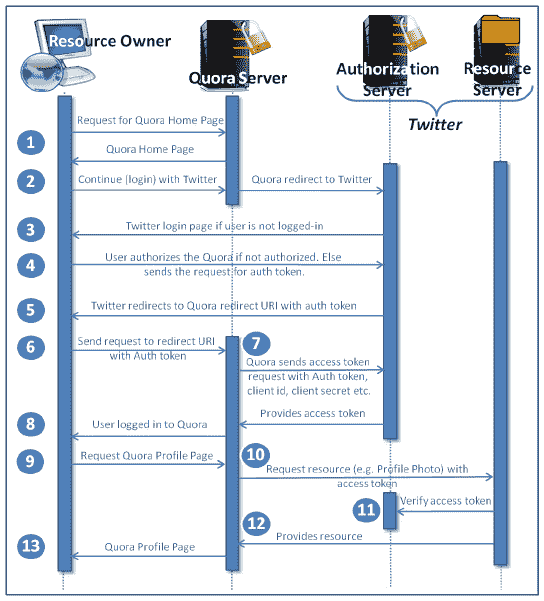 Resource Owner
Quora Server
Authorization
Server
Resource
Server
Twitter
Request for Quora Home Page
1
Quora Home Page
2
Continue (login) with Twitter
Quora redirect to Twitter
3
Twitter login page if user is not logged-in
4
User authorizes the Quora if not authorized. Else
sends the request for auth token.
5
Twitter redirects to Quora redirect URI with auth token
6
Send request to redirect URI
with Auth token
7
Quora sends access token
request with Auth token,
client id, client secret etc.
Provides access token
8
User logged in to Quora
9
Request Quora Profile Page
10
Request resource (e.g. Profile Photo) with
access token
11
Verify access token
12
Provides resource
13
Quora Profile Page